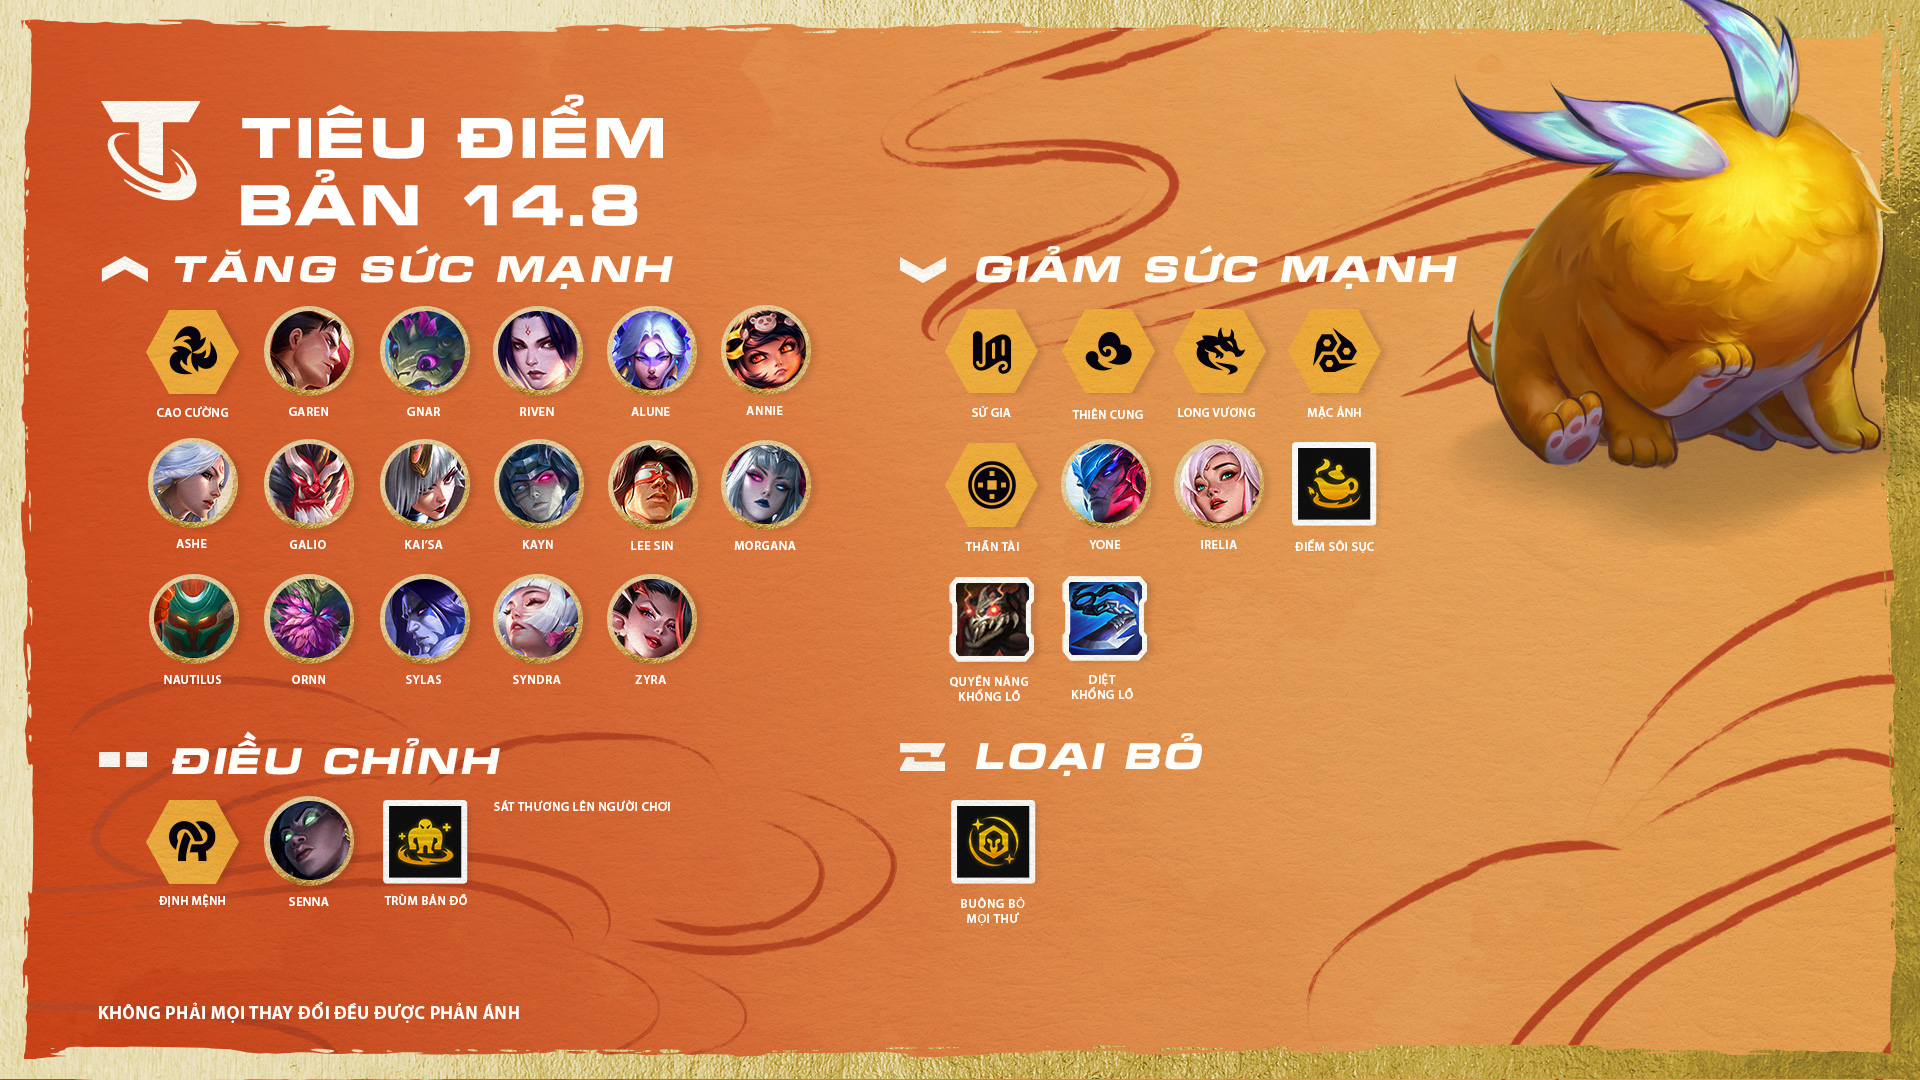 TIÊU ĐIỂM
BẢN 14.8
TĂNG SỨC MẠNH
CAO CƯỜNG
GAREN
GNAR
RIVEN
ALUNE
ANNIE
ASHE
GALIO
KAI'SA
KAYN
LEE SIN
MORGANA
NAUTILUS
ORNN
SYLAS
SYNDRA
ZYRA
GIẢM SỨC MẠNH
SỬ GIA
THIÊN CUNG
LONG VƯƠNG
MẶC ẢNH
THẦN TÀI
YONE
IRELIA
ĐIỂM SÔI SỤC
QUYỀN NĂNG
KHỔNG LỒ
DIỆT
KHỔNG LỒ
ĐIỀU CHỈNH
ĐỊNH MỆNH
SENNA
TRÙM BẢN ĐỒ
SÁT THƯƠNG LÊN NGƯỜI CHƠI
LOẠI BỎ
BUÔNG BỎ
MỌI THƯ
KHÔNG PHẢI MỌI THAY ĐỔI ĐỀU ĐƯỢC PHẢN ÁNH